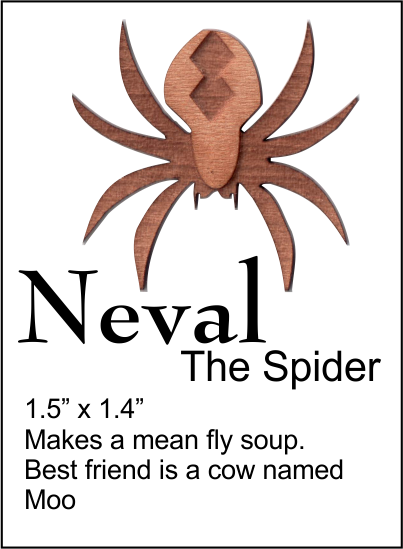 Neval
The Spider
1.5” x 1.4”
Makes a mean fly soup.
Best friend is a cow named
Moo